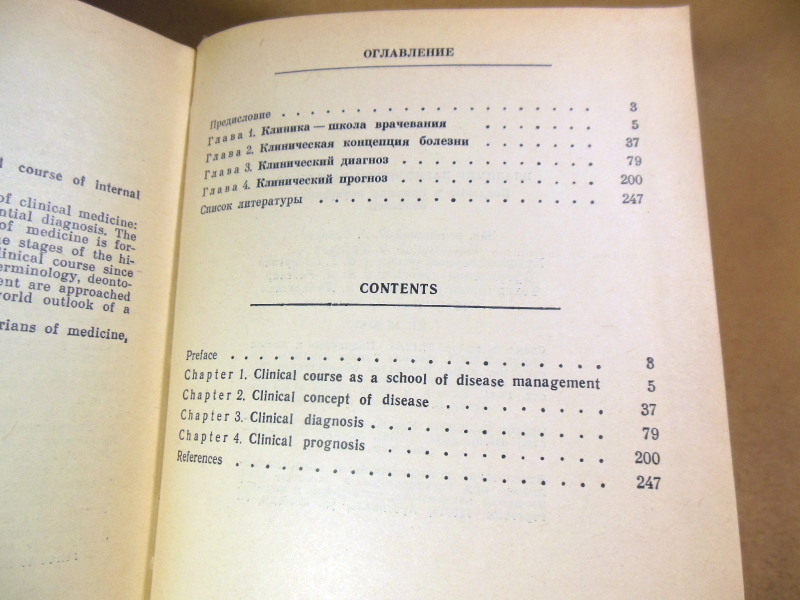 l course of internal
of clinical medicine:
ntial diagnosis. The
of medicine is for-
e stages of the hi-
linical course since
erminology, deonto-
ent are approached
orld outlook of a
rians of medicine,
ОГЛАВЛЕНИЕ
Предисловие . . . . . . . . . . . . . . . . 3
Глава 1. Клиника — школа врачевания . . . . . . . 5
Глава 2. Клиническая концепция болезни . . . . . . 37
Глава 3. Клинический диагноз . . . . . . . . . . 79
Глава 4. Клинический прогноз . . . . . . . . . . 200
Список литературы . . . . . . . . . . . . . . 247
CONTENTS
Preface . . . . . . . . . . . . . . . . . 3
Chapter 1. Clinical course as a school of disease management 5
Chapter 2. Clinical concept of disease . . . . . . . . 37
Chapter 3. Clinical diagnosis . . . . . . . . . . . 79
Chapter 4. Clinical prognosis . . . . . . . . . . 200
References . . . . . . . . . . . . . . . . 247